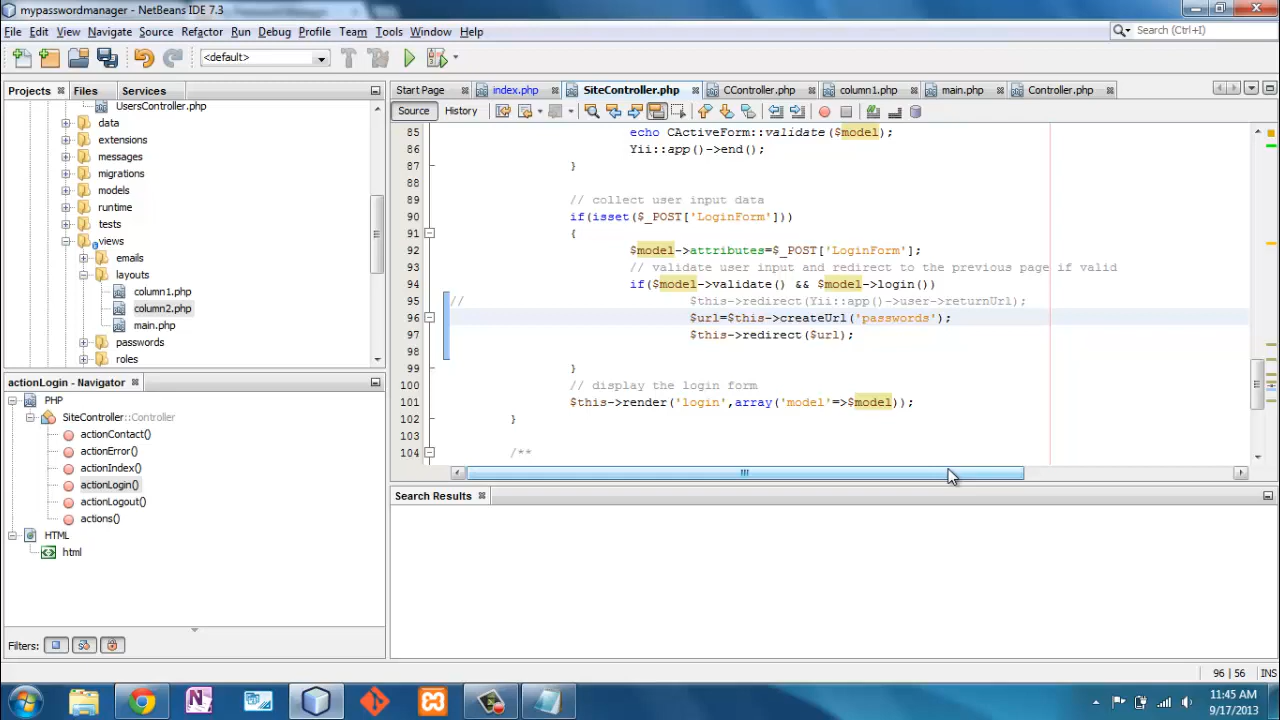 mypasswordmanager - NetBeans IDE 7.3
File Edit View Navigate Source Refactor Run Debug Profile Team Tools Window Help
Search (Ctrl+I)
<default>
Projects Files Services
Start Page index.php SiteController.php CController.php column1.php main.php Controller.php
Source History
UsersController.php
data
extensions
messages
migrations
models
runtime
tests
views
emails
layouts
column1.php
column2.php
main.php
passwords
roles
85 echo CActiveForm::validate($model);
86 Yii::app()->end();
87 }
88
89 // collect user input data
90 if(isset($_POST['LoginForm']))
91 {
92 $model->attributes=$_POST['LoginForm'];
93 // validate user input and redirect to the previous page if valid
94 if($model->validate() && $model->login())
95 // $this->redirect(Yii::app()->user->returnUrl);
96 $url=$this->createUrl('passwords');
97 $this->redirect($url);
98
99 }
100 // display the login form
101 $this->render('login',array('model'=>$model));
102 }
103
104 /**
actionLogin - Navigator
PHP
SiteController::Controller
actionContact()
actionError()
actionIndex()
actionLogin()
actionLogout()
actions()
HTML
html
Filters:
Search Results
96 | 56 INS
11:45 AM
9/17/2013